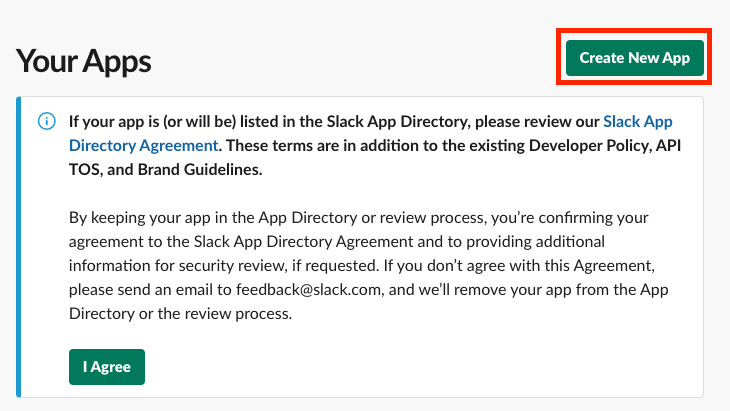 Your Apps
Create New App
If your app is (or will be) listed in the Slack App Directory, please review our Slack App
Directory Agreement. These terms are in addition to the existing Developer Policy, API
TOS, and Brand Guidelines.
By keeping your app in the App Directory or review process, you’re confirming your
agreement to the Slack App Directory Agreement and to providing additional
information for security review, if requested. If you don’t agree with this Agreement,
please send an email to feedback@slack.com, and we’ll remove your app from the App
Directory or the review process.
I Agree